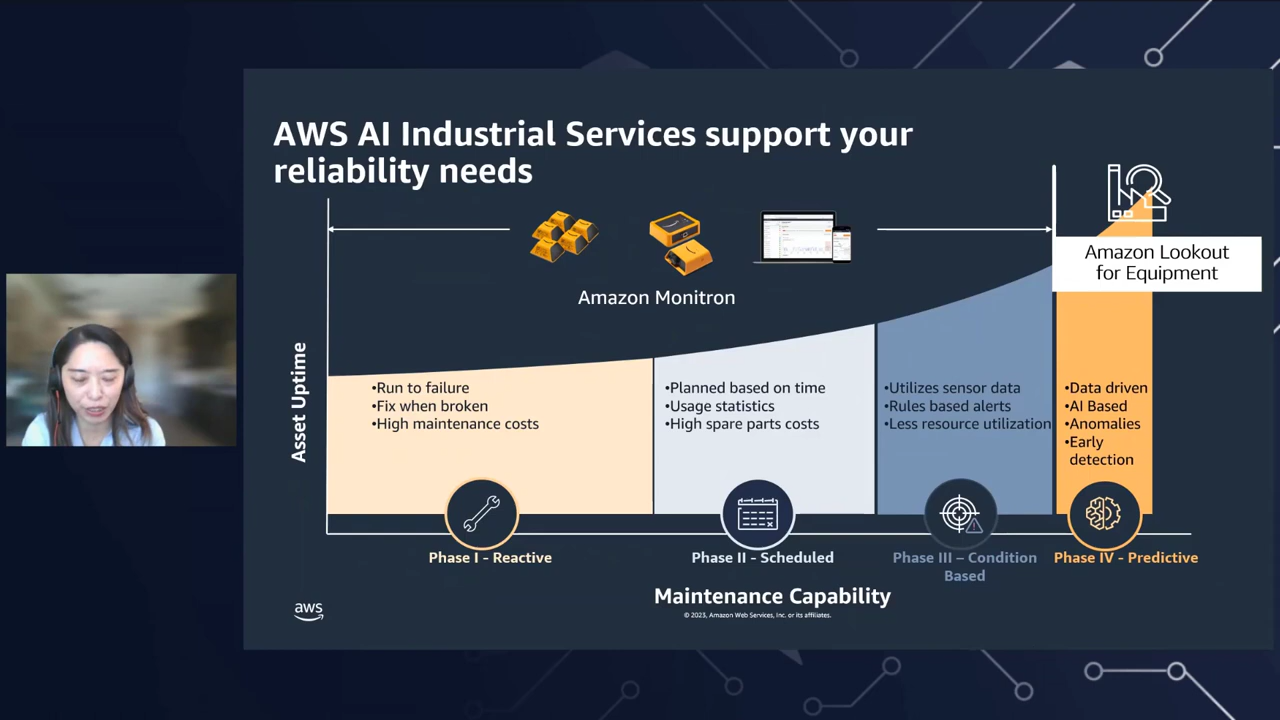 AWS AI Industrial Services support your
reliability needs
Amazon Monitron
Amazon Lookout
for Equipment
Asset Uptime
•Run to failure
•Fix when broken
•High maintenance costs
•Planned based on time
•Usage statistics
•High spare parts costs
•Utilizes sensor data
•Rules based alerts
•Less resource utilization
•Data driven
•AI Based
•Anomalies
•Early
detection
Phase I - Reactive
Phase II - Scheduled
Phase III – Condition
Based
Phase IV - Predictive
Maintenance Capability
aws
© 2023, Amazon Web Services, Inc. or its affiliates.